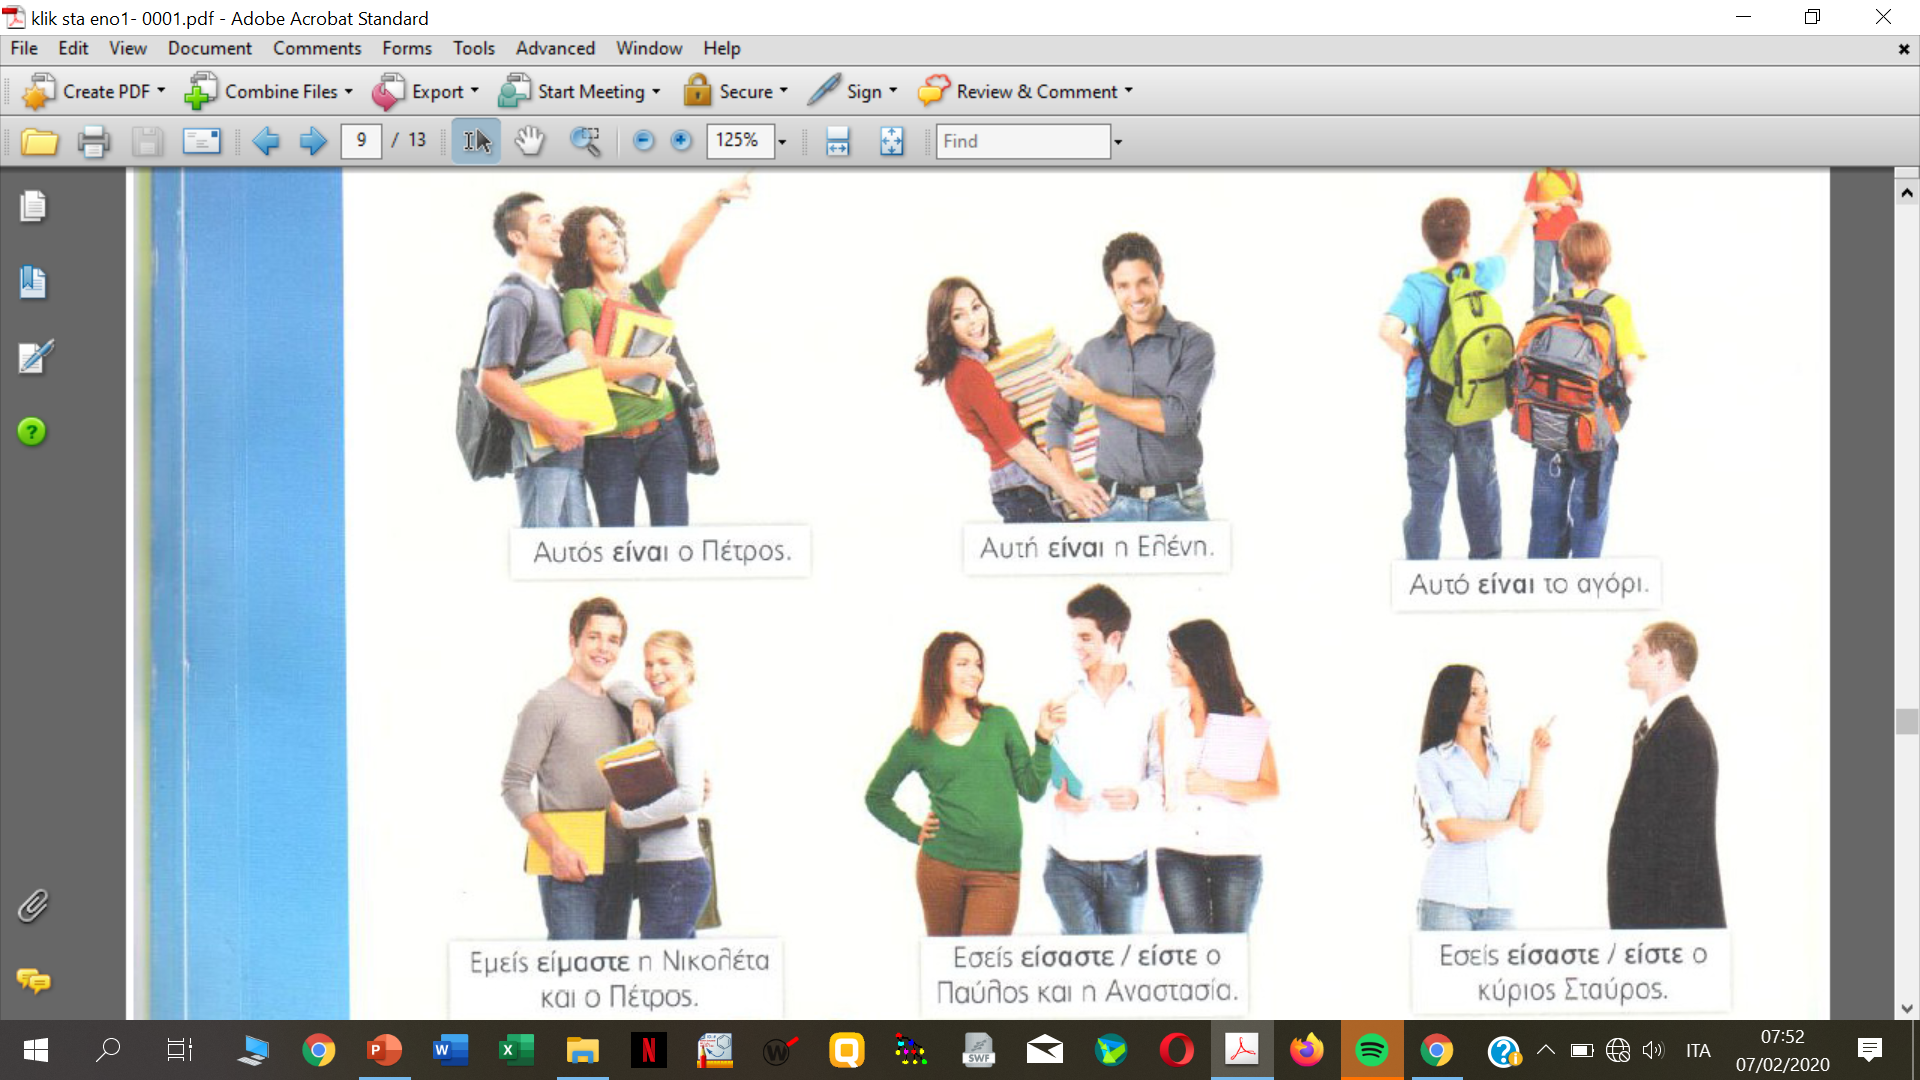 klik sta eno1- 0001.pdf - Adobe Acrobat Standard
File Edit View Document Comments Forms Tools Advanced Window Help
Create PDF Combine Files Export Start Meeting Secure Sign Review & Comment
9 / 13 125% Find
Αυτός είναι ο Πέτρος.
Αυτή είναι η Ελένη.
Αυτό είναι το αγόρι.
Εμείς είμαστε η Νικολέτα
και ο Πέτρος.
Εσείς είσαστε / είστε ο
Παύλος και η Αναστασία.
Εσείς είσαστε / είστε ο
κύριος Σταύρος.
SWF
ITA
07:52
07/02/2020